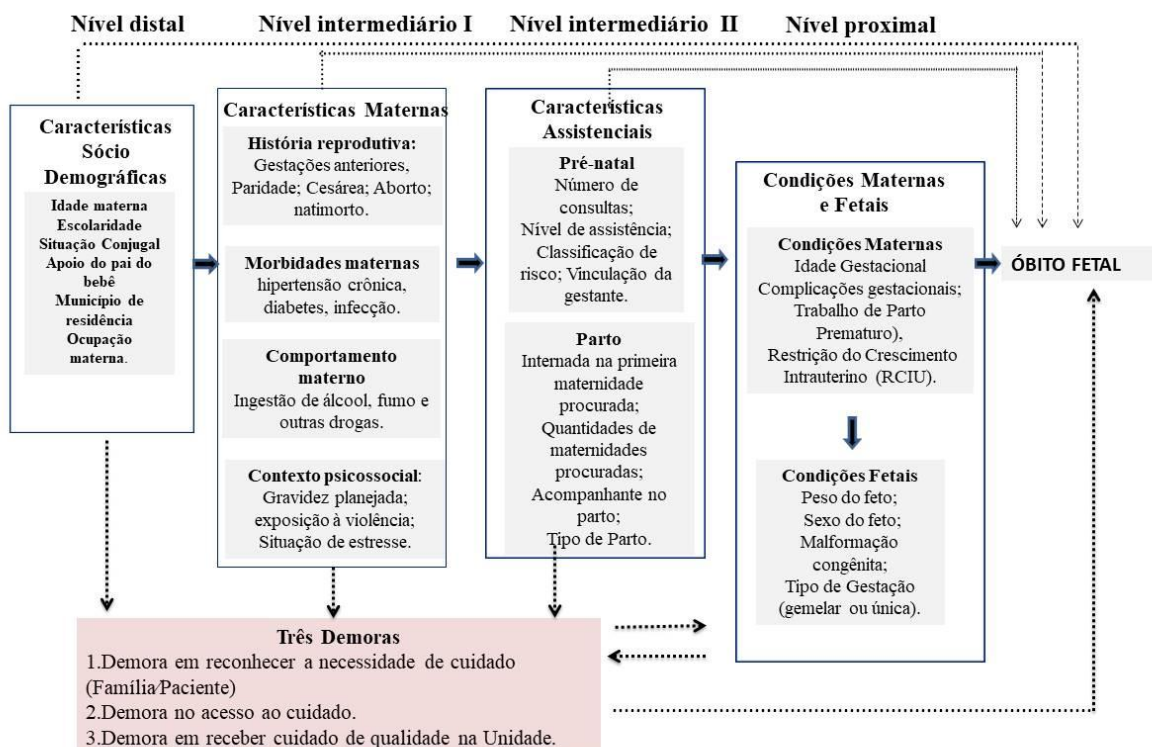 Nível distal
Nível intermediário I
Nível intermediário II
Nível proximal
Características
Sócio
Demográficas
Idade materna
Escolaridade
Situação Conjugal
Apoio do pai do
bebê
Município de
residência
Ocupação
materna.
Características Maternas
História reprodutiva:
Gestações anteriores,
Paridade; Cesárea; Aborto;
natimorto.
Morbidades maternas
hipertensão crônica,
diabetes, infecção.
Comportamento
materno
Ingestão de álcool, fumo e
outras drogas.
Contexto psicossocial:
Gravidez planejada;
exposição à violência;
Situação de estresse.
Características
Assistenciais
Pré-natal
Número de
consultas;
Nível de assistência;
Classificação de
risco; Vinculação da
gestante.
Parto
Internada na primeira
maternidade
procurada;
Quantidades de
maternidades
procuradas;
Acompanhante no
parto;
Tipo de Parto.
Condições Maternas
e Fetais
Condições Maternas
Idade Gestacional
Complicações gestacionais;
Trabalho de Parto
Prematuro),
Restrição do Crescimento
Intrauterino (RCIU).
Condições Fetais
Peso do feto;
Sexo do feto;
Malformação
congênita;
Tipo de Gestação
(gemelar ou única).
ÓBITO FETAL
Três Demoras
1.Demora em reconhecer a necessidade de cuidado
(Família/Paciente)
2.Demora no acesso ao cuidado.
3.Demora em receber cuidado de qualidade na Unidade.